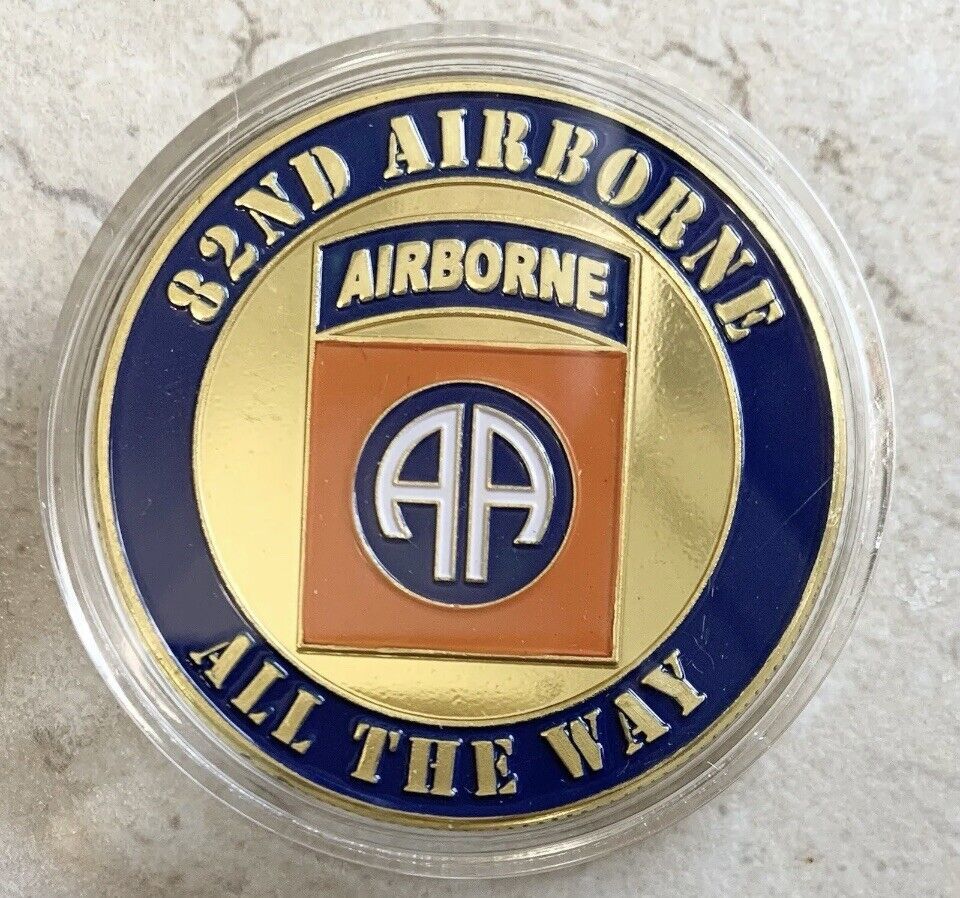 82ND AIRBORNE
AIRBORNE
AA
ALL THE WAY